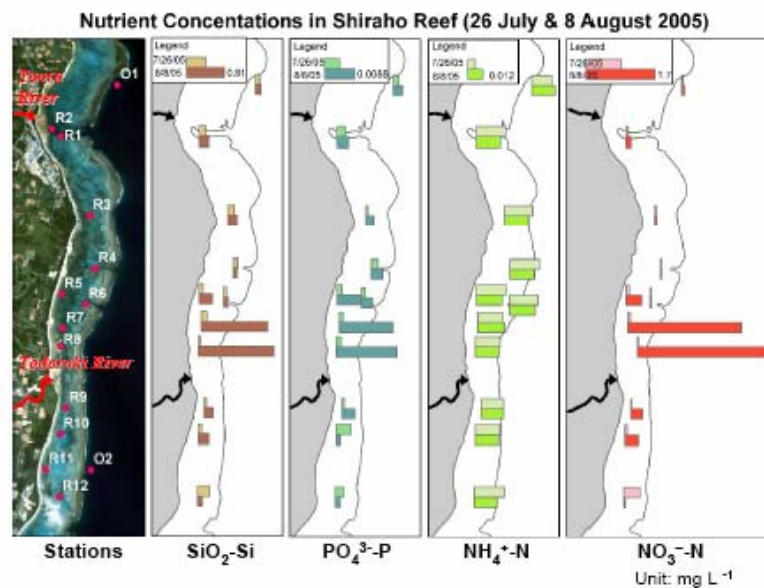 Nutrient Concentations in Shiraho Reef (26 July & 8 August 2005)
Legend
7/26/05
8/8/05 0.81
Legend
7/26/05
8/8/05 0.0088
Legend
7/26/05
8/8/05 0.012
Legend
7/26/05
8/8/05 1.7
River
O1
R2
R1
R3
R4
R5
R6
R7
R8
Todoroki River
R9
R10
R11
O2
R12
Stations
SiO₂-Si
PO₄³⁻-P
NH₄⁺-N
NO₃⁻-N
Unit: mg L⁻¹